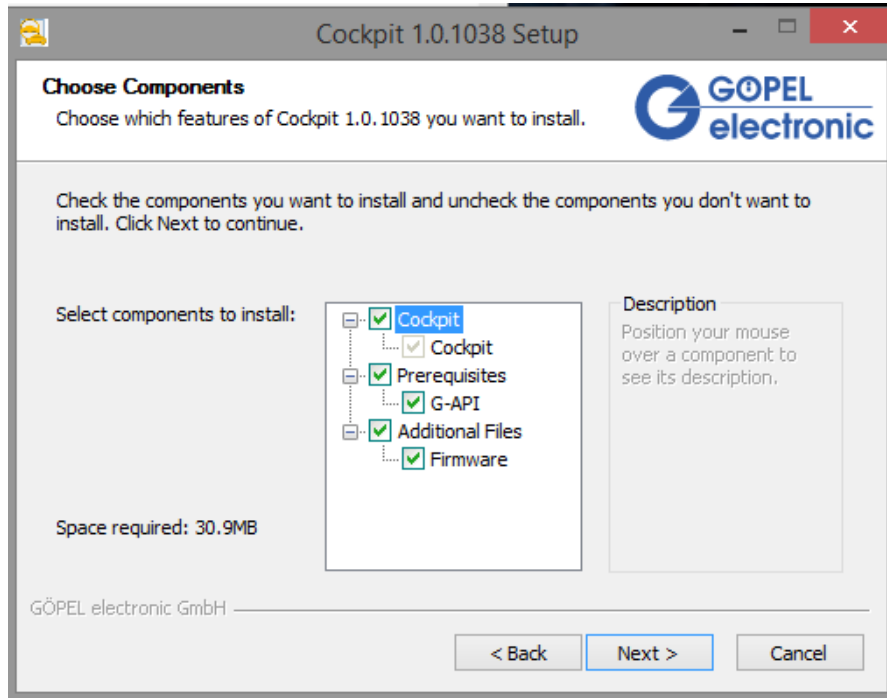 Cockpit 1.0.1038 Setup
Choose Components
Choose which features of Cockpit 1.0.1038 you want to install.
GÖPEL
electronic
Check the components you want to install and uncheck the components you don't want to
install. Click Next to continue.
Select components to install:
Cockpit
Cockpit
Prerequisites
G-API
Additional Files
Firmware
Description
Position your mouse
over a component to
see its description.
Space required: 30.9MB
GÖPEL electronic GmbH
< Back
Next >
Cancel